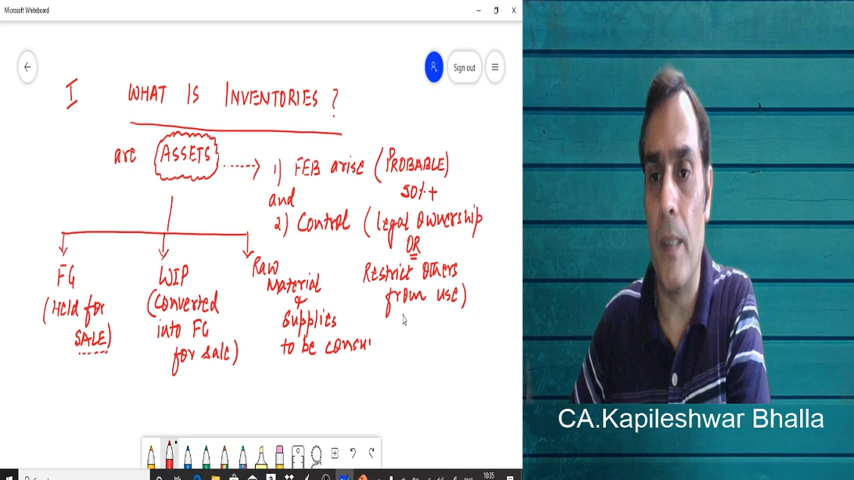 Microsoft Whiteboard
Sign out
I WHAT IS INVENTORIES?
are ASSETS
1) FEB arise (PROBABLE)
50%+
and
2) Control (Legal Ownership
OR
Restrict Others
from use)
FG
(Held for
SALE)
WIP
(Converted
into FG
for sale)
Raw
Material
&
Supplies
to be consu
CA.Kapileshwar Bhalla
10:35